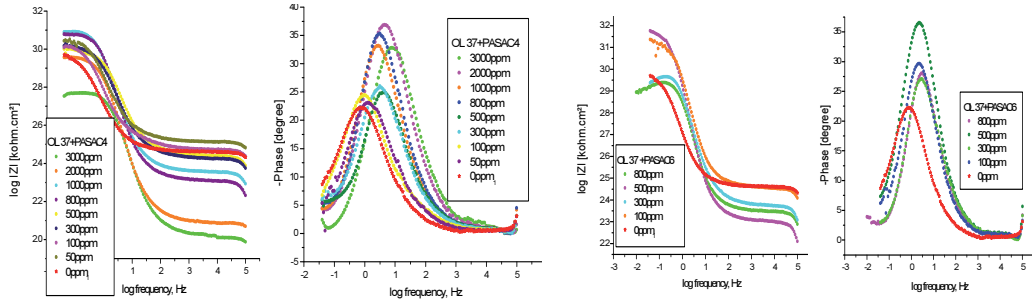 32
30
28
26
24
22
20
log |Z| [kohm.cm²]
OL 37+PASAC4
3000ppm
2000ppm
1000ppm
800ppm
500ppm
300ppm
100ppm
50ppm
0ppm
0 1 2 3 4 5
log frequency, Hz
40
35
30
25
20
15
10
5
0
-5
-Phase [degree]
OL 37+PASAC4
3000ppm
2000ppm
1000ppm
800ppm
500ppm
300ppm
100ppm
50ppm
0ppm
-2 -1 0 1 2 3 4 5
log frequency, Hz
32
31
30
29
28
27
26
25
24
23
22
log |Z| [kohm.cm²]
OL 37+PASAC6
800ppm
500ppm
300ppm
100ppm
0ppm
-3 -2 -1 0 1 2 3 4 5
log frequency, Hz
40
35
30
25
20
15
10
5
0
-Phase [degree]
OL 37+PASAC6
800ppm
500ppm
300ppm
100ppm
0ppm
-3 -2 -1 0 1 2 3 4 5
log frequency, Hz